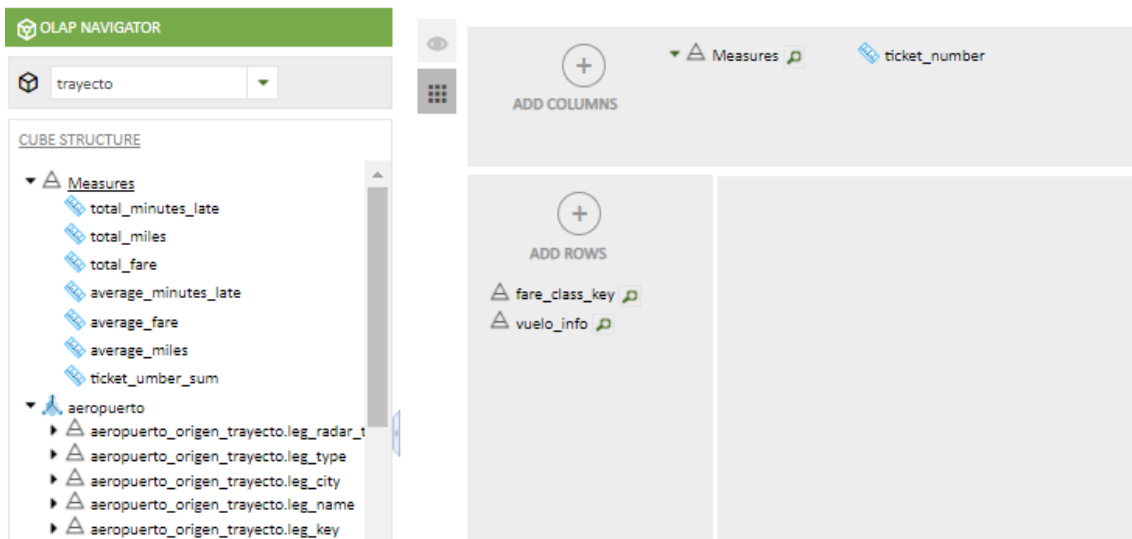 OLAP NAVIGATOR
trayecto
CUBE STRUCTURE
Measures
total_minutes_late
total_miles
total_fare
average_minutes_late
average_fare
average_miles
ticket_umber_sum
aeropuerto
aeropuerto_origen_trayecto.leg_radar_t
aeropuerto_origen_trayecto.leg_type
aeropuerto_origen_trayecto.leg_city
aeropuerto_origen_trayecto.leg_name
aeropuerto_origen_trayecto.leg_key
ADD COLUMNS
Measures ticket_number
ADD ROWS
fare_class_key
vuelo_info